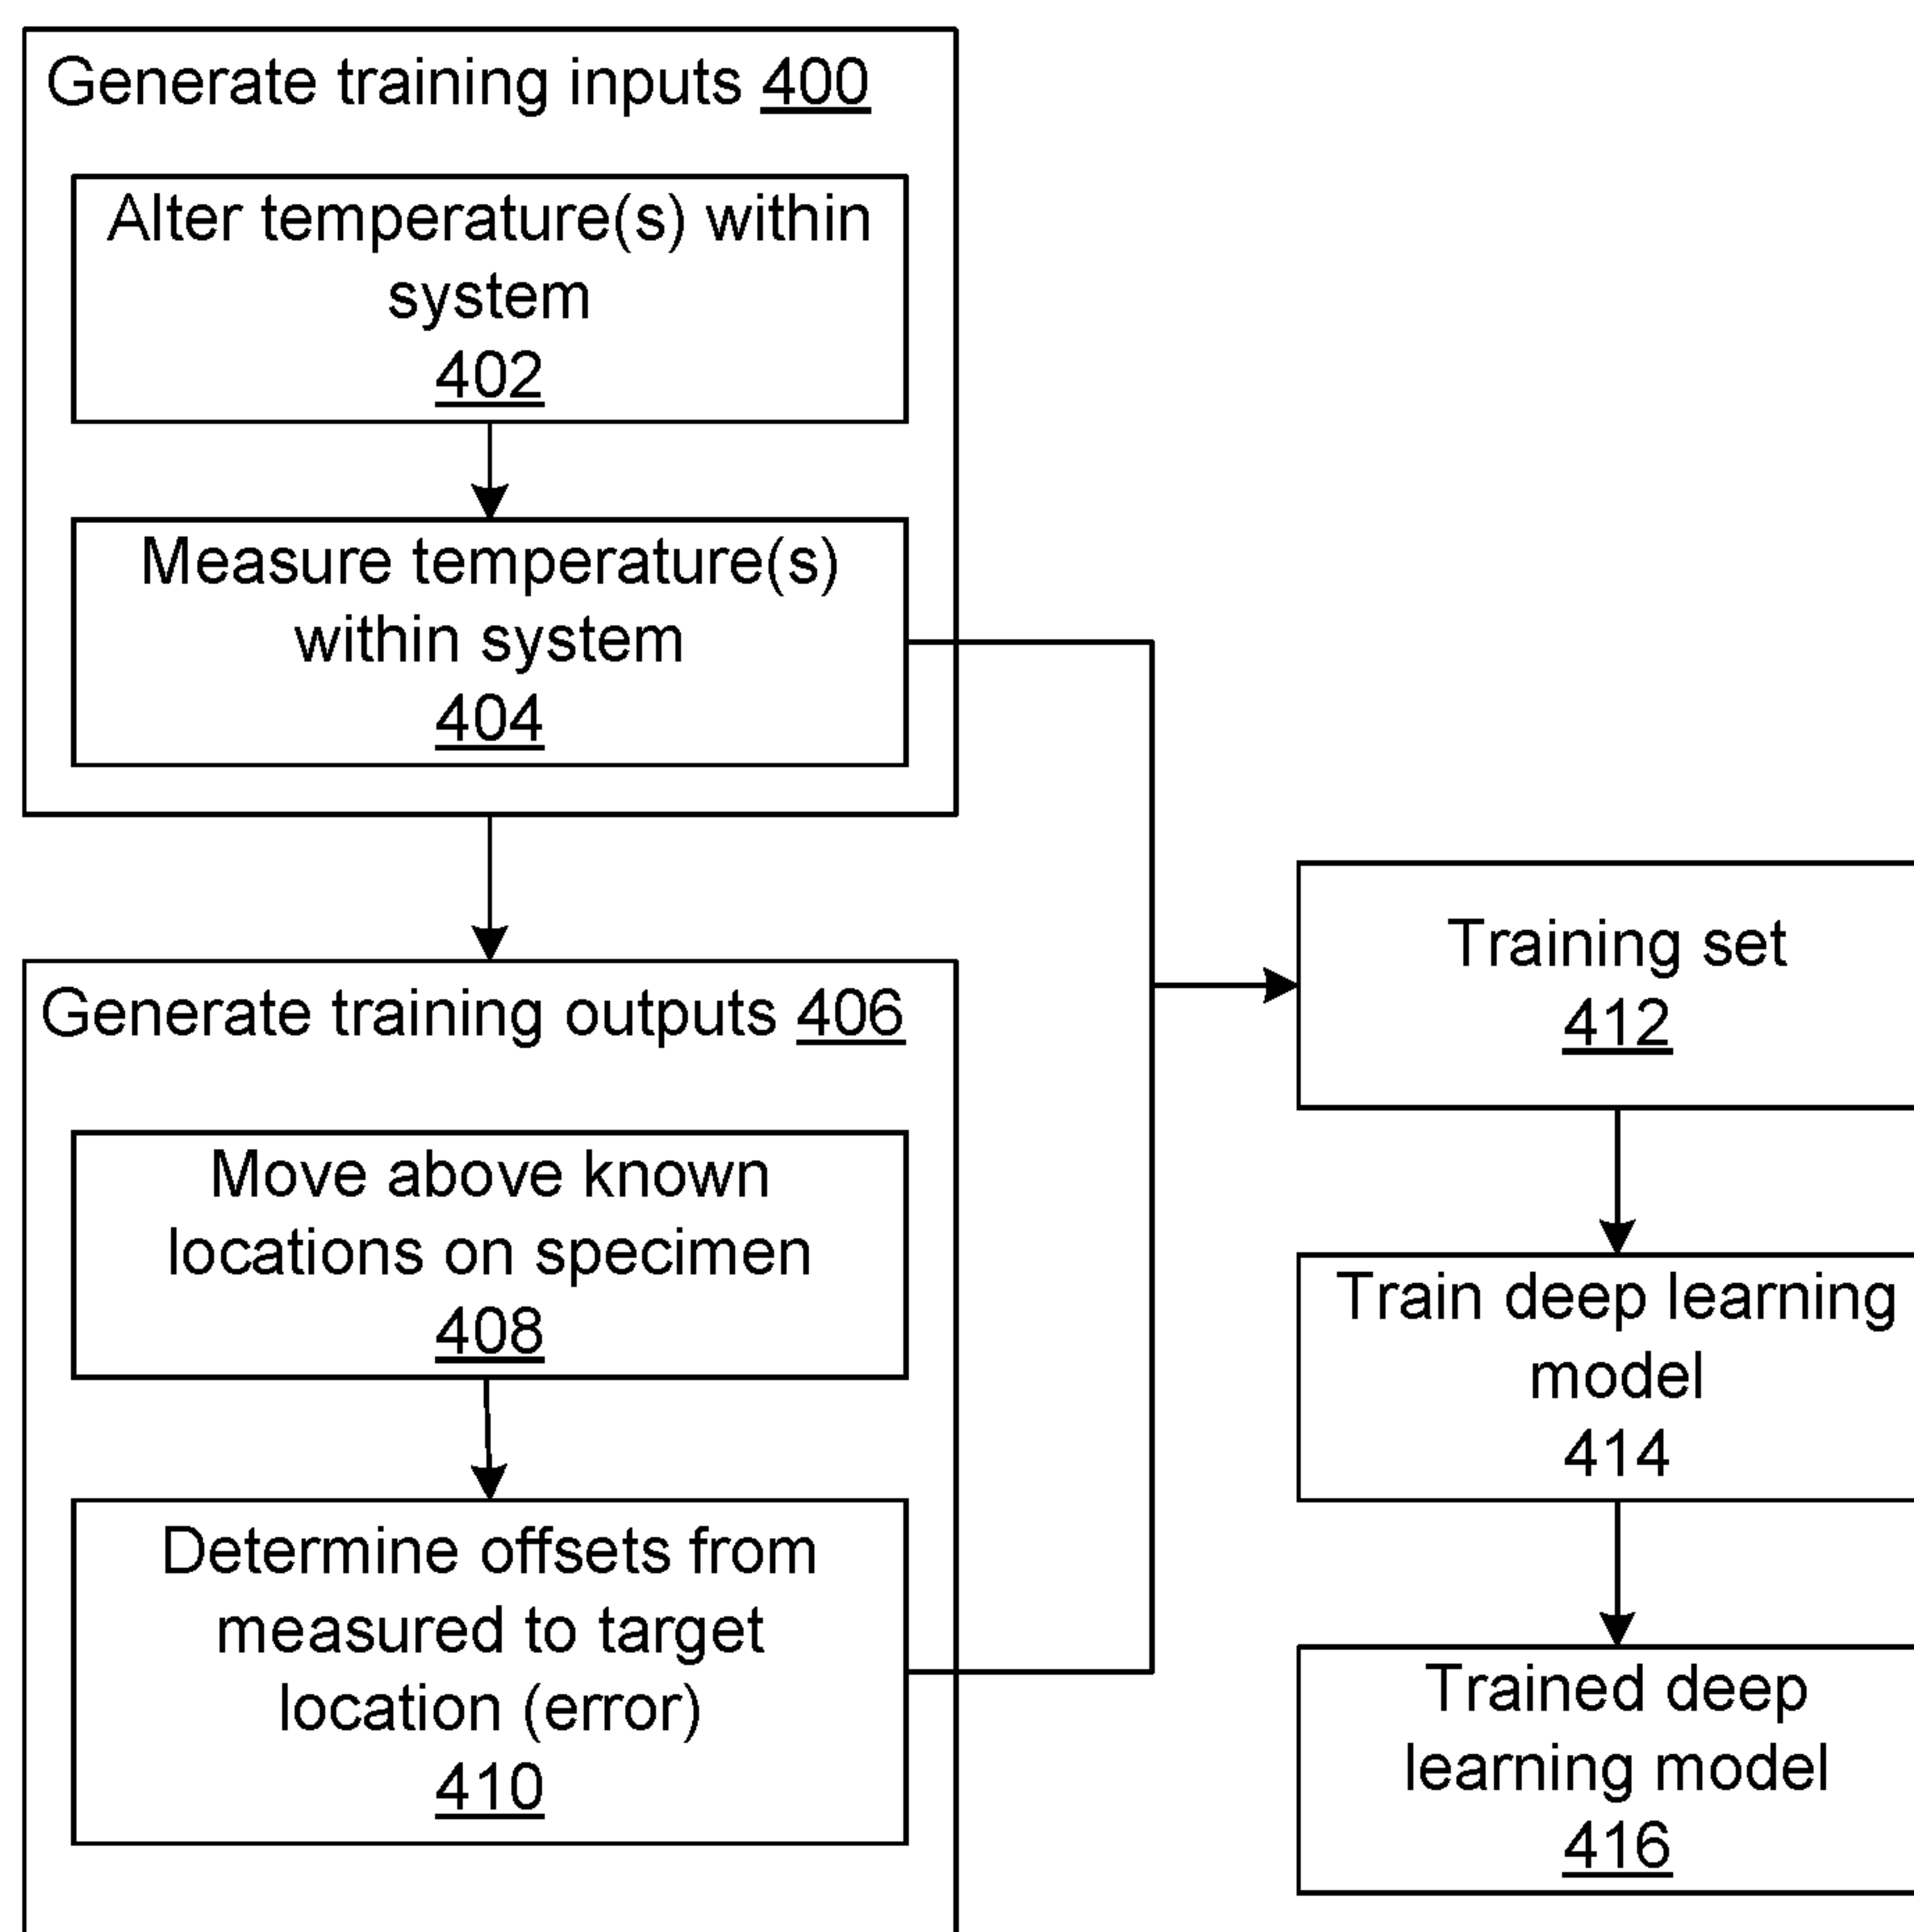 Generate training inputs 400
Alter temperature(s) within
system
402
Measure temperature(s)
within system
404
Generate training outputs 406
Move above known
locations on specimen
408
Determine offsets from
measured to target
location (error)
410
Training set
412
Train deep learning
model
414
Trained deep
learning model
416